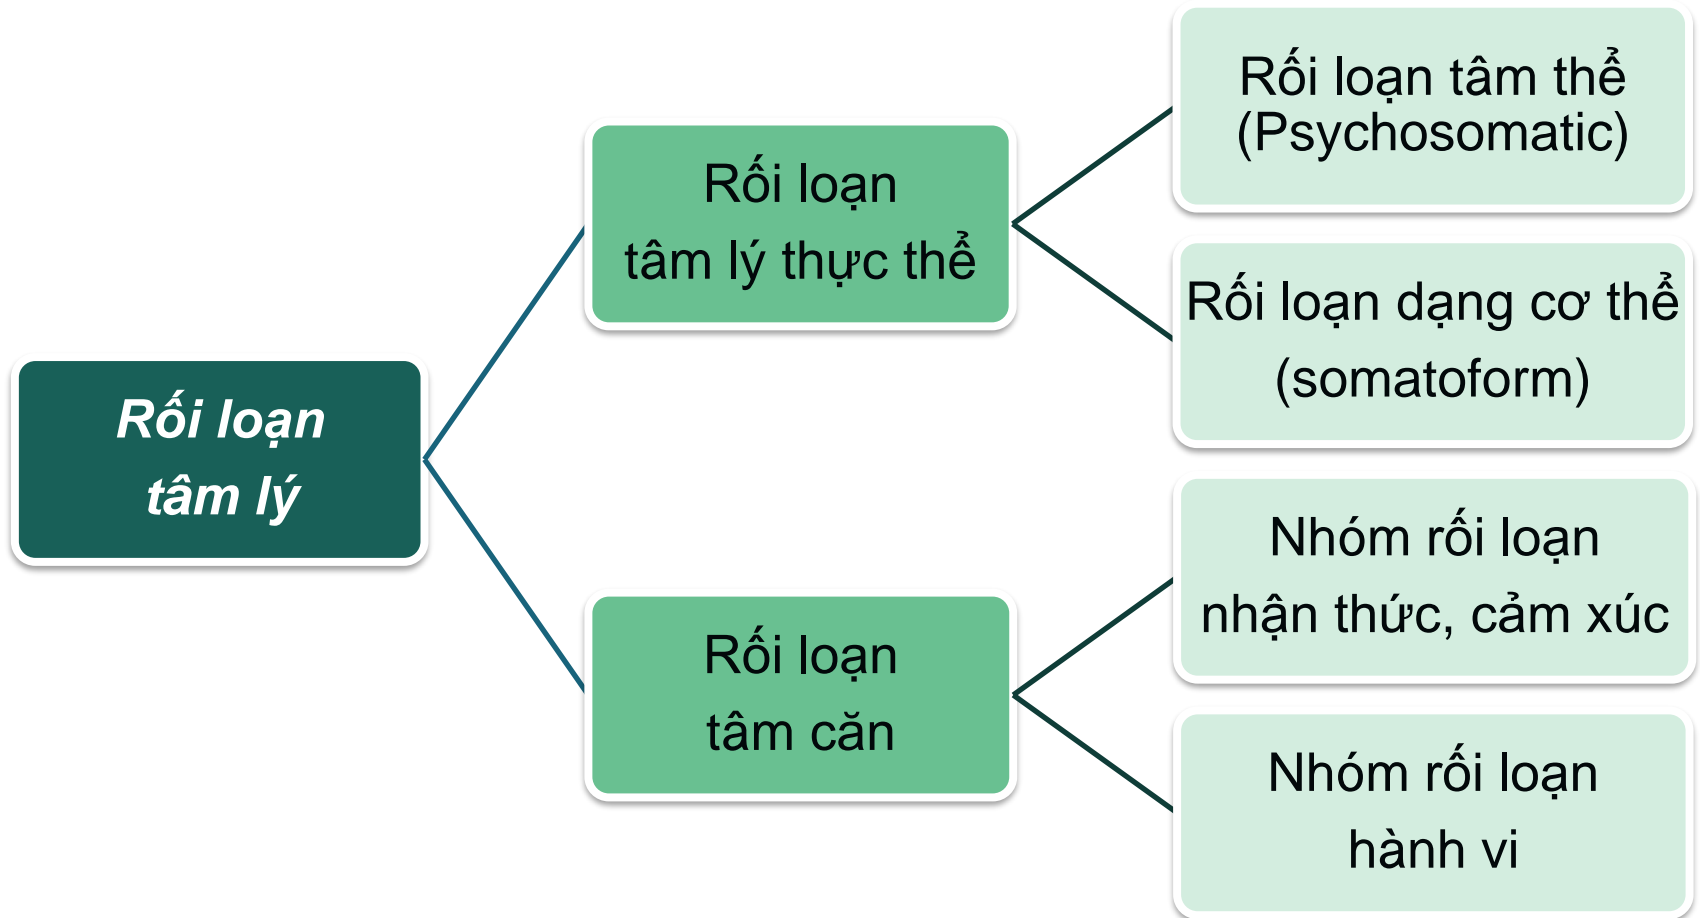 Rối loạn
tâm lý
Rối loạn
tâm lý thực thể
Rối loạn tâm thể
(Psychosomatic)
Rối loạn dạng cơ thể
(somatoform)
Rối loạn
tâm căn
Nhóm rối loạn
nhận thức, cảm xúc
Nhóm rối loạn
hành vi